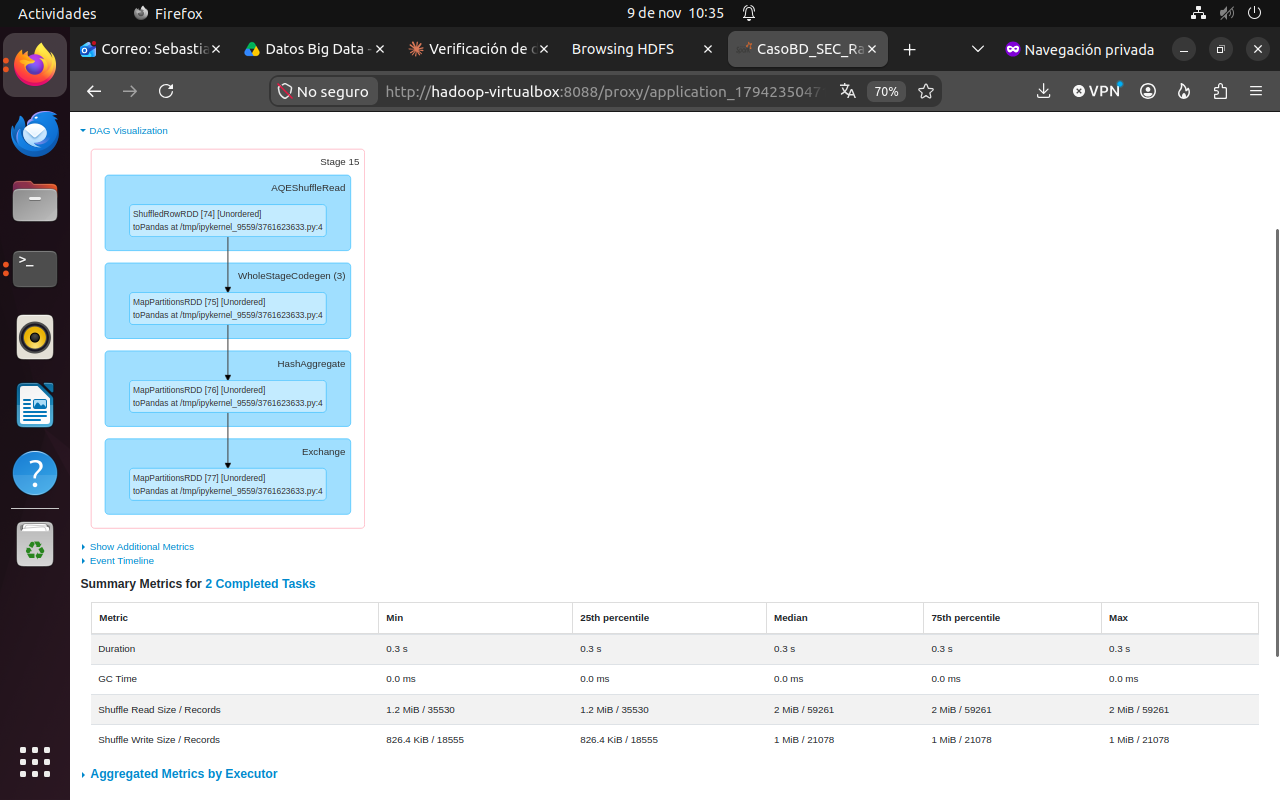 Actividades
Firefox
9 de nov 10:35
Correo: Sebastia
Datos Big Data -
Verificación de c
Browsing HDFS
CasoBD_SEC_Ra
Navegación privada
No seguro
http://hadoop-virtualbox:8088/proxy/application_1794235047
70%
VPN
DAG Visualization
Stage 15
AQEShuffleRead
ShuffledRowRDD [74] [Unordered]
toPandas at /tmp/ipykernel_9559/3761623633.py:4
WholeStageCodegen (3)
MapPartitionsRDD [75] [Unordered]
toPandas at /tmp/ipykernel_9559/3761623633.py:4
HashAggregate
MapPartitionsRDD [76] [Unordered]
toPandas at /tmp/ipykernel_9559/3761623633.py:4
Exchange
MapPartitionsRDD [77] [Unordered]
toPandas at /tmp/ipykernel_9559/3761623633.py:4
Show Additional Metrics
Event Timeline
Summary Metrics for 2 Completed Tasks
Metric Min 25th percentile Median 75th percentile Max
Duration 0.3 s 0.3 s 0.3 s 0.3 s 0.3 s
GC Time 0.0 ms 0.0 ms 0.0 ms 0.0 ms 0.0 ms
Shuffle Read Size / Records 1.2 MiB / 35530 1.2 MiB / 35530 2 MiB / 59261 2 MiB / 59261 2 MiB / 59261
Shuffle Write Size / Records 826.4 KiB / 18555 826.4 KiB / 18555 1 MiB / 21078 1 MiB / 21078 1 MiB / 21078
Aggregated Metrics by Executor